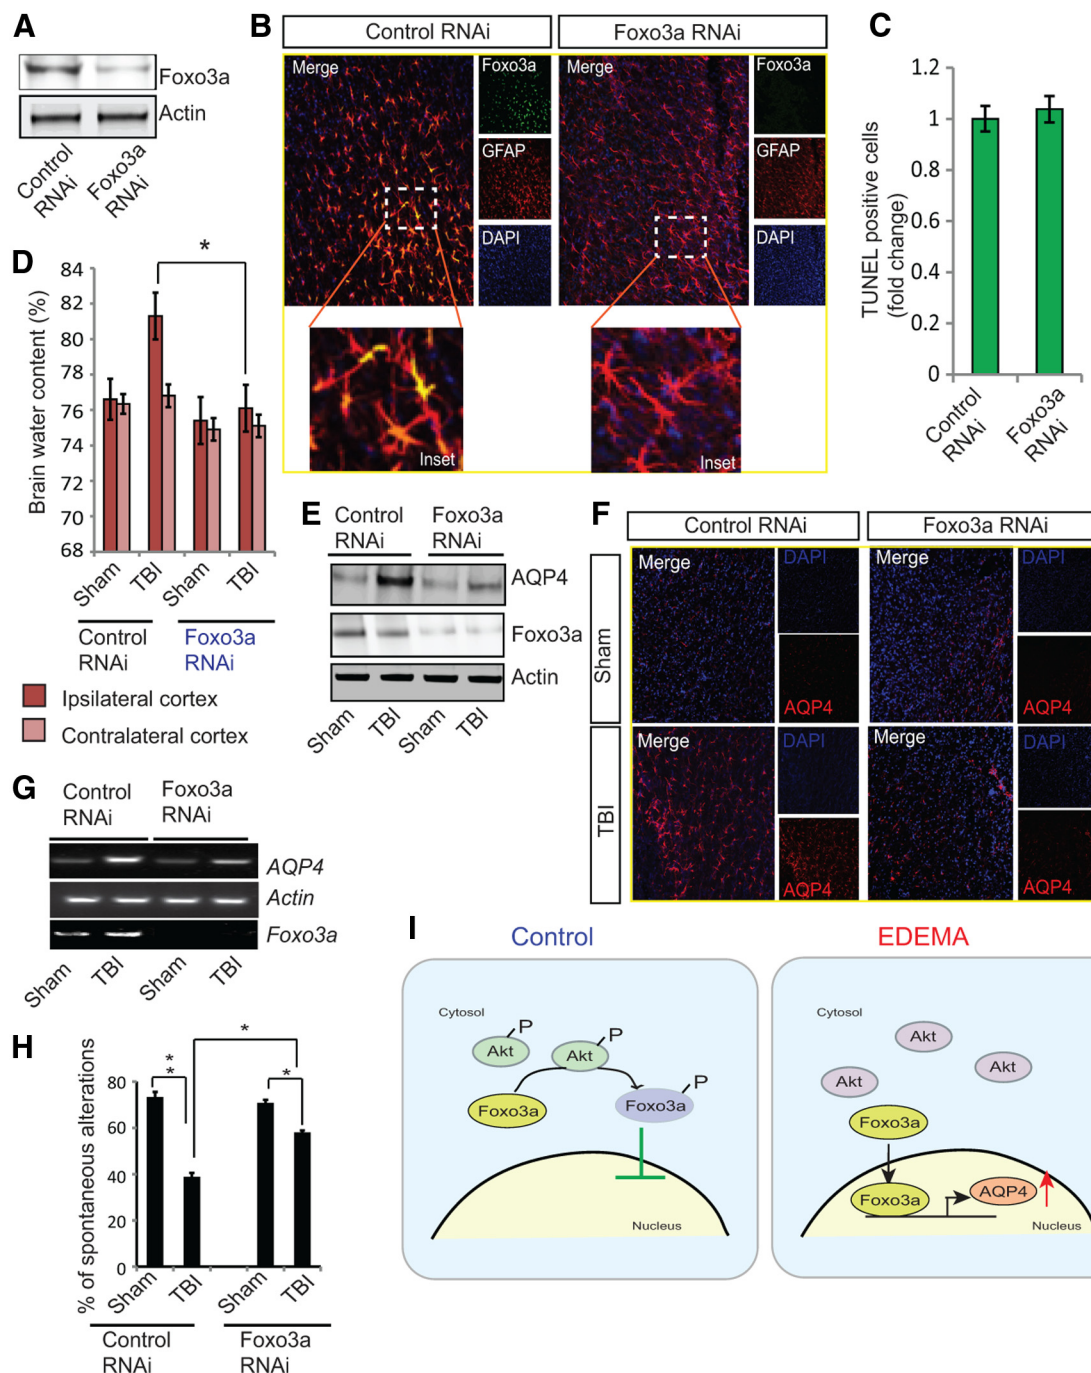 A
Foxo3a
Actin
Control
RNAi
Foxo3a
RNAi
B
Control RNAi
Foxo3a RNAi
Merge
Foxo3a
GFAP
DAPI
Inset
Merge
Foxo3a
GFAP
DAPI
Inset
C
TUNEL positive cells
(fold change)
1.2
1
0.8
0.6
0.4
0.2
0
Control
RNAi
Foxo3a
RNAi
D
Brain water content (%)
84
82
80
78
76
74
72
70
68
*
Sham
TBI
Sham
TBI
Control
RNAi
Foxo3a
RNAi
Ipsilateral cortex
Contralateral cortex
E
Control
RNAi
Foxo3a
RNAi
AQP4
Foxo3a
Actin
Sham
TBI
Sham
TBI
F
Control RNAi
Foxo3a RNAi
Sham
TBI
Merge
DAPI
AQP4
Merge
DAPI
AQP4
Merge
DAPI
AQP4
Merge
DAPI
AQP4
G
Control
RNAi
Foxo3a
RNAi
AQP4
Actin
Foxo3a
Sham
TBI
Sham
TBI
H
% of spontaneous alterations
80
60
40
20
0
*
*
*
*
Sham
TBI
Sham
TBI
Control
RNAi
Foxo3a
RNAi
I
Control
Cytosol
Akt
P
Akt
P
Foxo3a
Foxo3a
P
Nucleus
EDEMA
Cytosol
Akt
Akt
Akt
Foxo3a
Foxo3a
AQP4
Nucleus